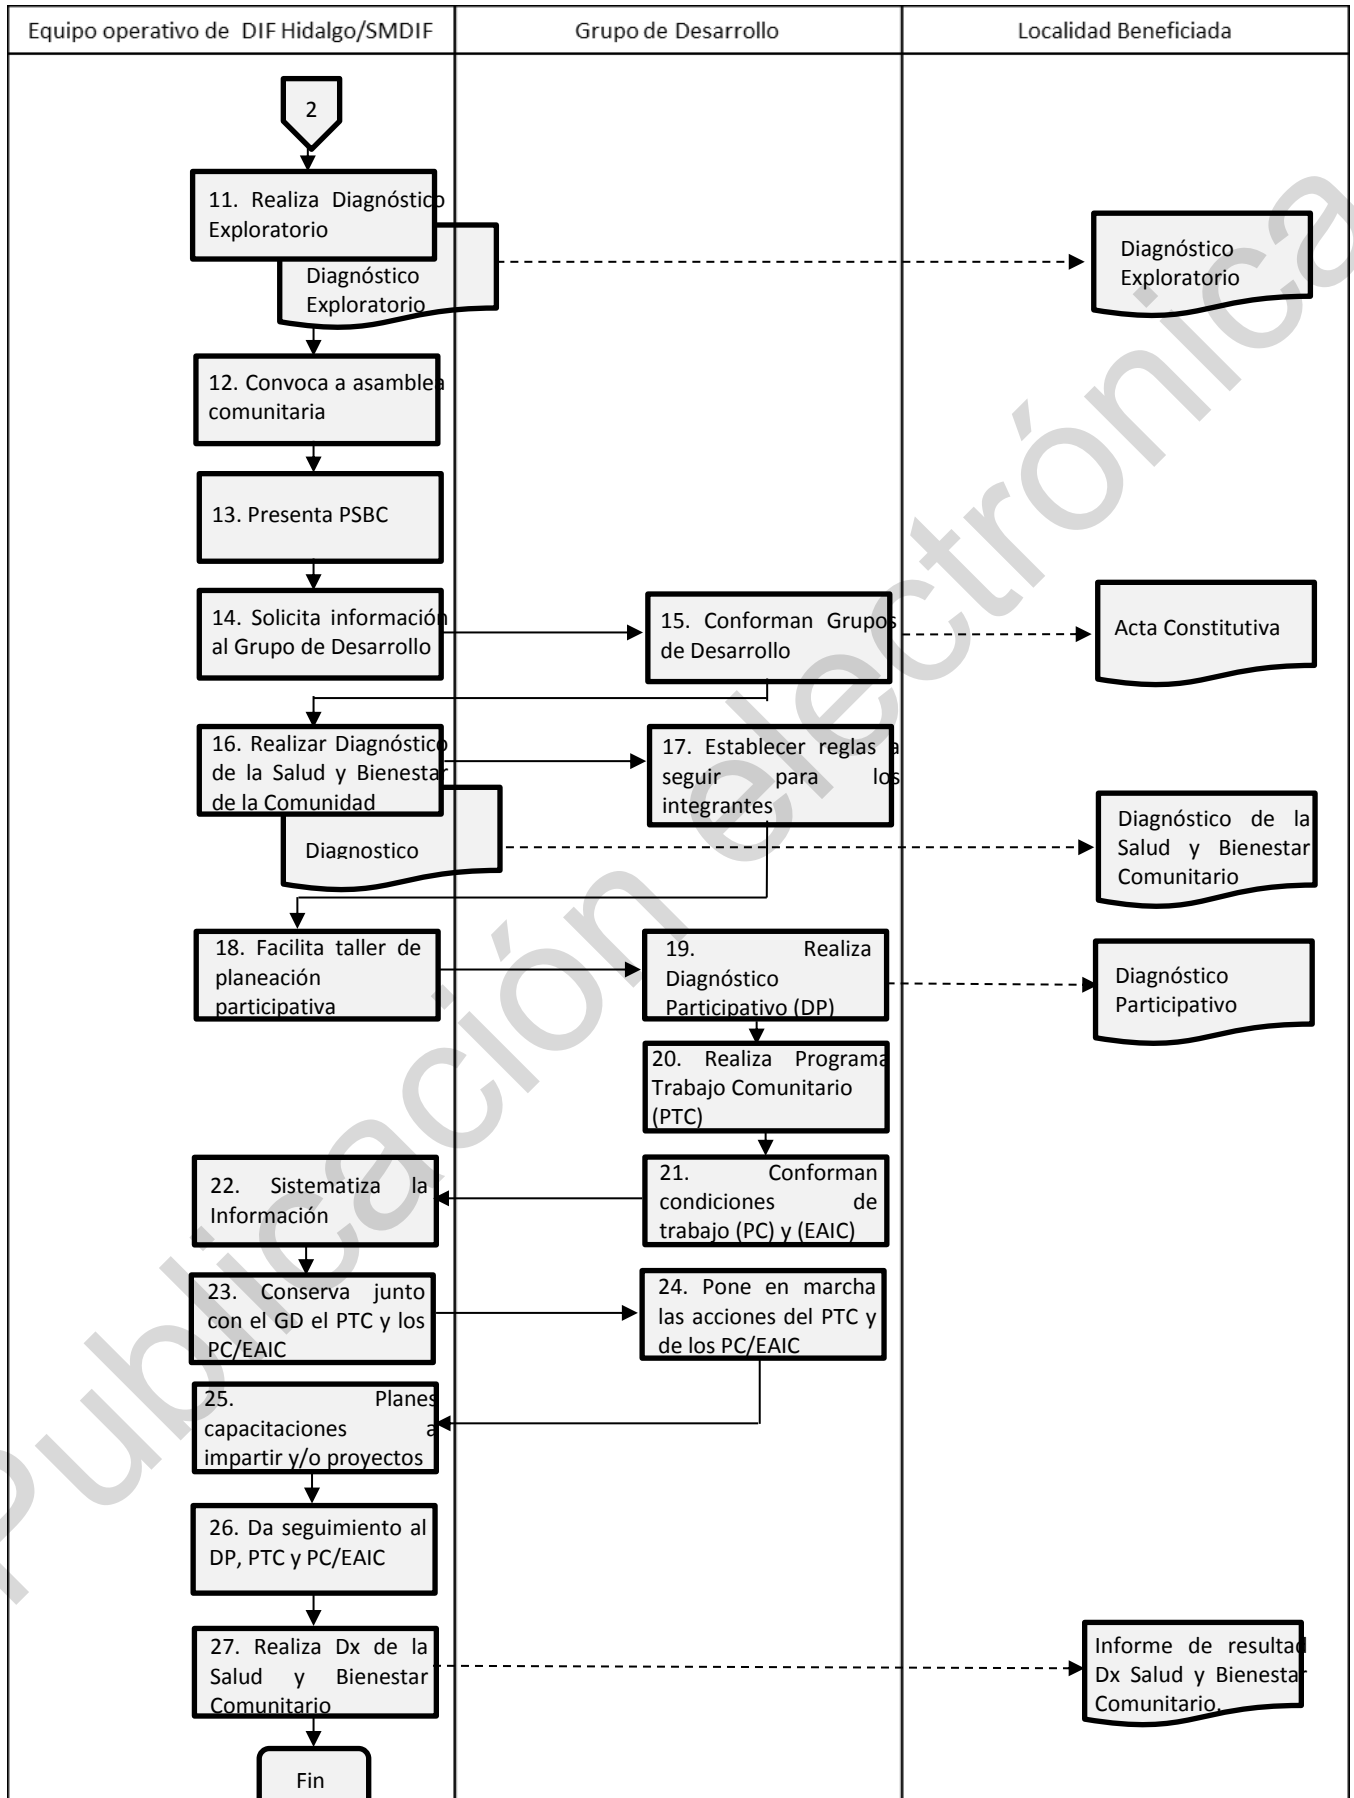 Equipo operativo de DIF Hidalgo/SMDIF
Grupo de Desarrollo
Localidad Beneficiada
2
11. Realiza Diagnóstico
Exploratorio
Diagnóstico
Exploratorio
Diagnóstico
Exploratorio
12. Convoca a asamblea
comunitaria
13. Presenta PSBC
14. Solicita información
al Grupo de Desarrollo
15. Conforman Grupos
de Desarrollo
Acta Constitutiva
16. Realizar Diagnóstico
de la Salud y Bienestar
de la Comunidad
Diagnostico
17. Establecer reglas a
seguir para los
integrantes
Diagnóstico de la
Salud y Bienestar
Comunitario
18. Facilita taller de
planeación
participativa
19. Realiza
Diagnóstico
Participativo (DP)
Diagnóstico
Participativo
20. Realiza Programa
Trabajo Comunitario
(PTC)
21. Conforman
condiciones de
trabajo (PC) y (EAIC)
22. Sistematiza la
Información
23. Conserva junto
con el GD el PTC y los
PC/EAIC
24. Pone en marcha
las acciones del PTC y
de los PC/EAIC
25. Planes
capacitaciones a
impartir y/o proyectos
26. Da seguimiento al
DP, PTC y PC/EAIC
27. Realiza Dx de la
Salud y Bienestar
Comunitario
Informe de resultad
Dx Salud y Bienestar
Comunitario.
Fin
Publicación electrónica